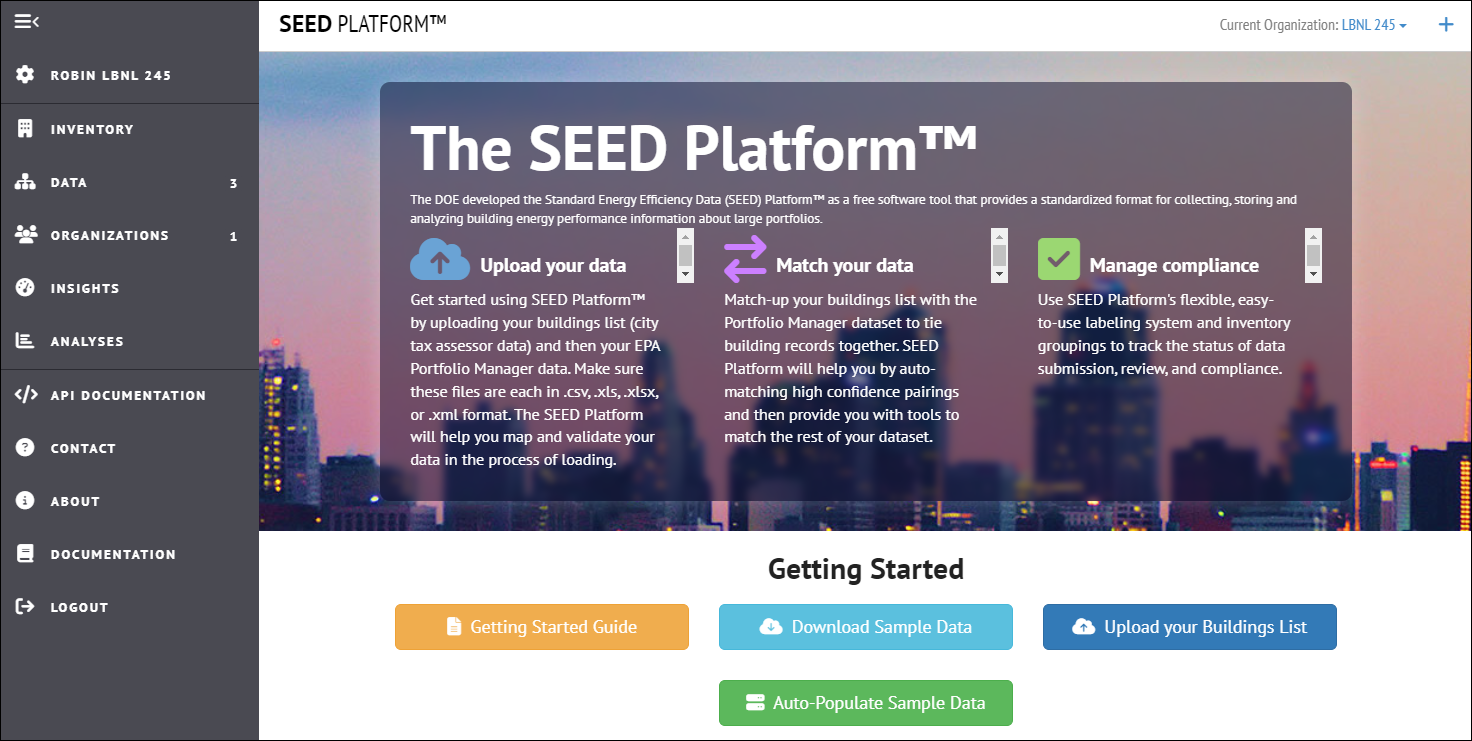 SEED PLATFORM™
Current Organization: LBNL 245
ROBIN LBNL 245
INVENTORY
DATA 3
ORGANIZATIONS 1
INSIGHTS
ANALYSES
API DOCUMENTATION
CONTACT
ABOUT
DOCUMENTATION
LOGOUT
The SEED Platform™
The DOE developed the Standard Energy Efficiency Data (SEED) Platform™ as a free software tool that provides a standardized format for collecting, storing and
analyzing building energy performance information about large portfolios.
Upload your data
Get started using SEED Platform™
by uploading your buildings list (city
tax assessor data) and then your EPA
Portfolio Manager data. Make sure
these files are each in .csv, .xls, .xlsx,
or .xml format. The SEED Platform
will help you map and validate your
data in the process of loading.
Match your data
Match-up your buildings list with the
Portfolio Manager dataset to tie
building records together. SEED
Platform will help you by auto-
matching high confidence pairings
and then provide you with tools to
match the rest of your dataset.
Manage compliance
Use SEED Platform's flexible, easy-
to-use labeling system and inventory
groupings to track the status of data
submission, review, and compliance.
Getting Started
Getting Started Guide
Download Sample Data
Upload your Buildings List
Auto-Populate Sample Data